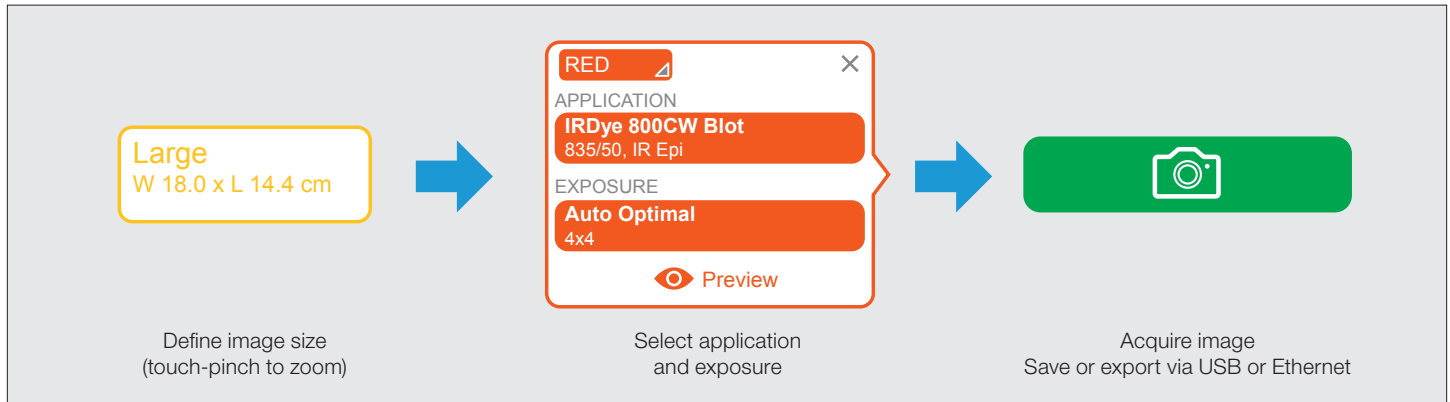 Large
W 18.0 x L 14.4 cm
Define image size
(touch-pinch to zoom)
RED
APPLICATION
IRDye 800CW Blot
835/50, IR Epi
EXPOSURE
Auto Optimal
4x4
Preview
Select application
and exposure
Acquire image
Save or export via USB or Ethernet